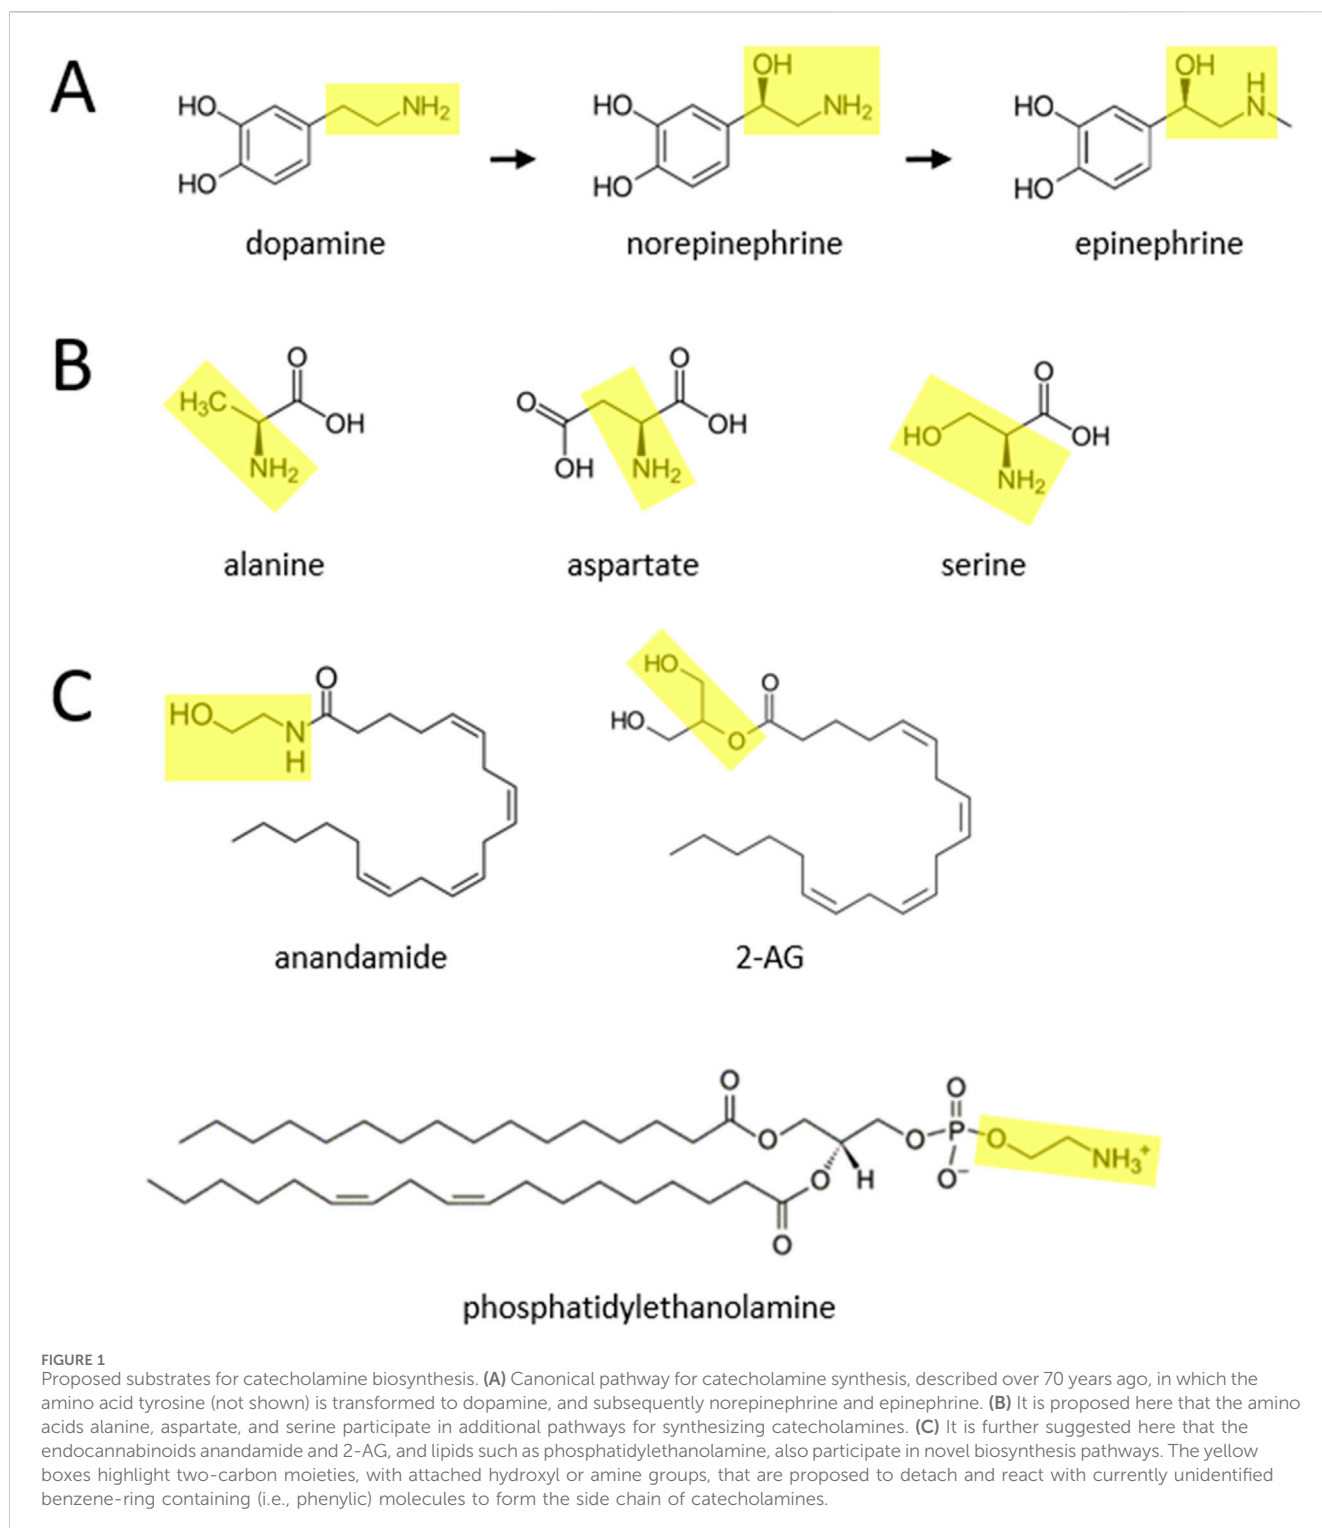 A
HO
HO
NH2
dopamine
OH
HO
HO
NH2
norepinephrine
OH
H
N
HO
HO
epinephrine
B
O
H3C
OH
NH2
alanine
O
O
OH
OH
NH2
aspartate
O
HO
OH
NH2
serine
C
O
HO
N
H
anandamide
HO
O
HO
O
2-AG
O
O
O
P
O
NH3+
O
H
O-
O
phosphatidylethanolamine
FIGURE 1
Proposed substrates for catecholamine biosynthesis. (A) Canonical pathway for catecholamine synthesis, described over 70 years ago, in which the
amino acid tyrosine (not shown) is transformed to dopamine, and subsequently norepinephrine and epinephrine. (B) It is proposed here that the amino
acids alanine, aspartate, and serine participate in additional pathways for synthesizing catecholamines. (C) It is further suggested here that the
endocannabinoids anandamide and 2-AG, and lipids such as phosphatidylethanolamine, also participate in novel biosynthesis pathways. The yellow
boxes highlight two-carbon moieties, with attached hydroxyl or amine groups, that are proposed to detach and react with currently unidentified
benzene-ring containing (i.e., phenylic) molecules to form the side chain of catecholamines.